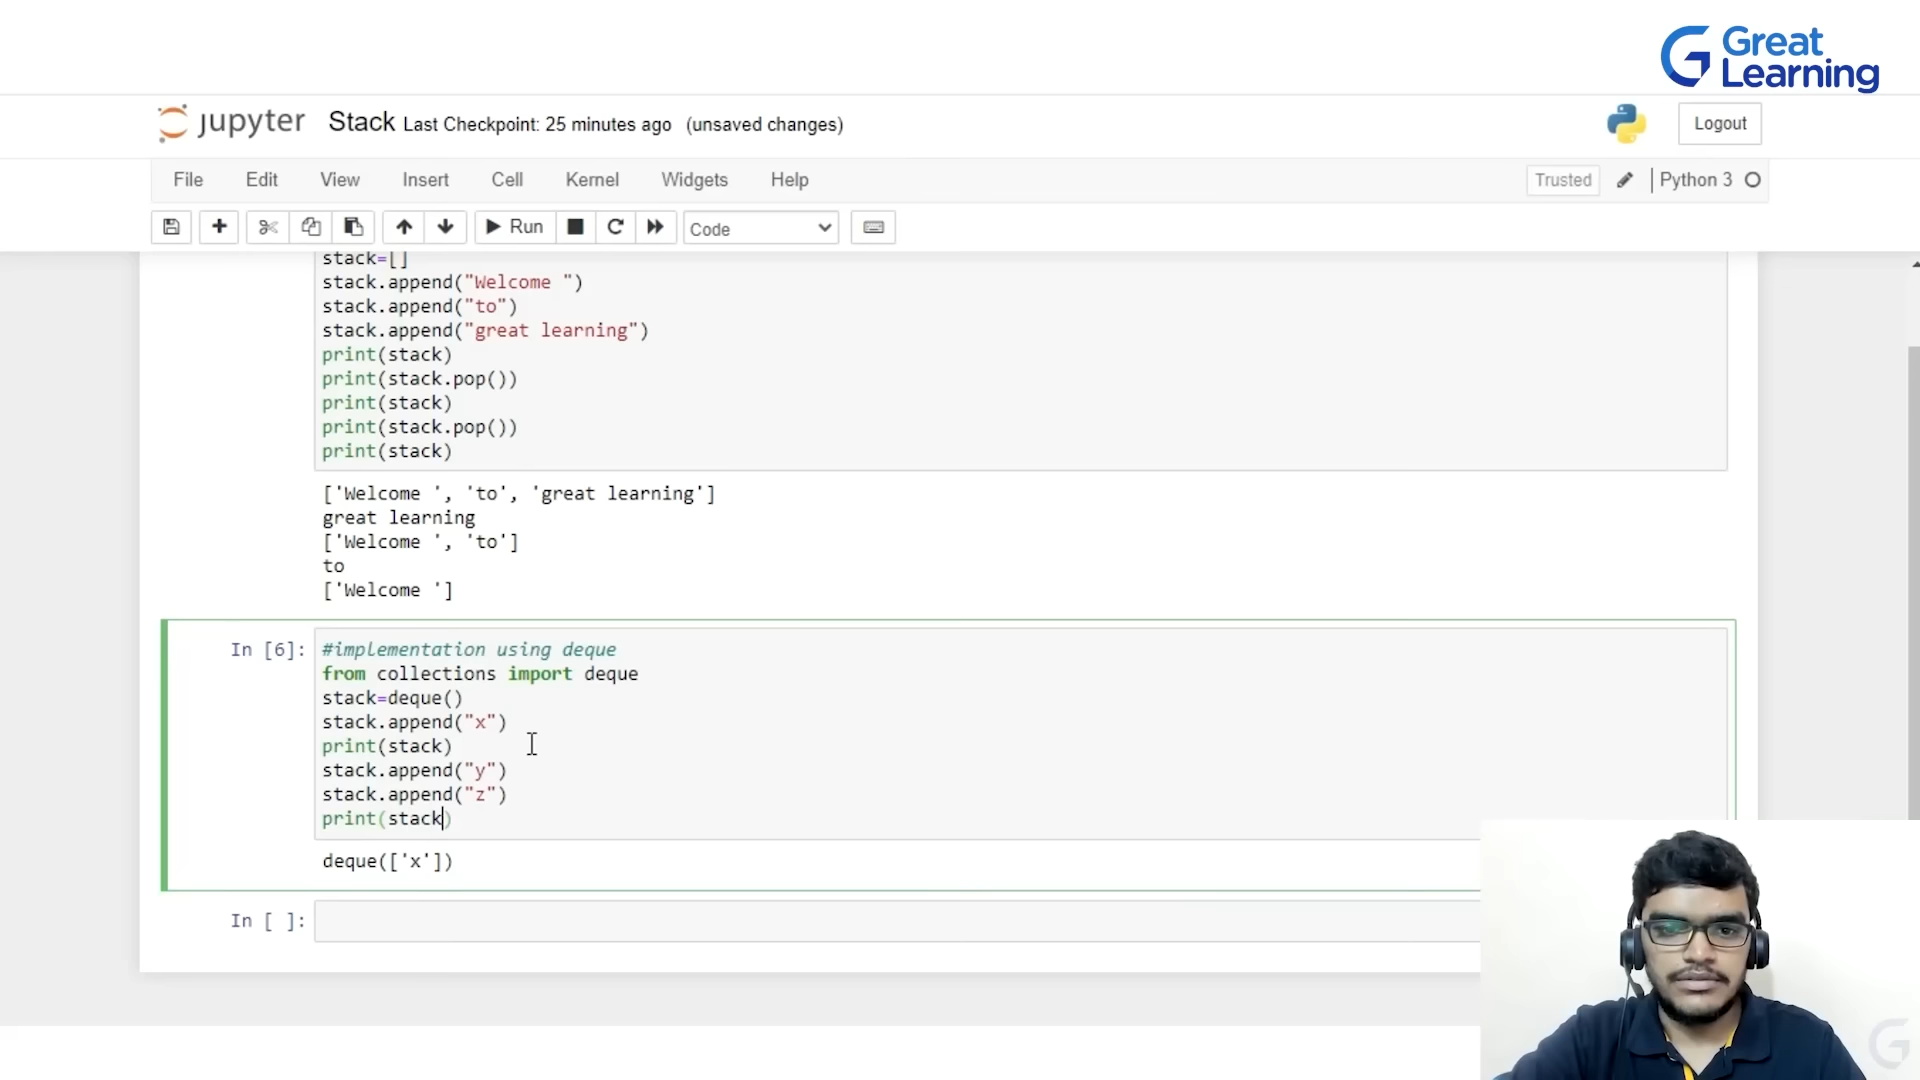 Great
Learning
jupyter Stack Last Checkpoint: 25 minutes ago (unsaved changes)
Logout
File Edit View Insert Cell Kernel Widgets Help
Trusted Python 3
Run Code
stack=[]
stack.append("Welcome ")
stack.append("to")
stack.append("great learning")
print(stack)
print(stack.pop())
print(stack)
print(stack.pop())
print(stack)
['Welcome ', 'to', 'great learning']
great learning
['Welcome ', 'to']
to
['Welcome ']
In [6]:
#implementation using deque
from collections import deque
stack=deque()
stack.append("x")
print(stack)
stack.append("y")
stack.append("z")
print(stack)
deque(['x'])
In [ ]: